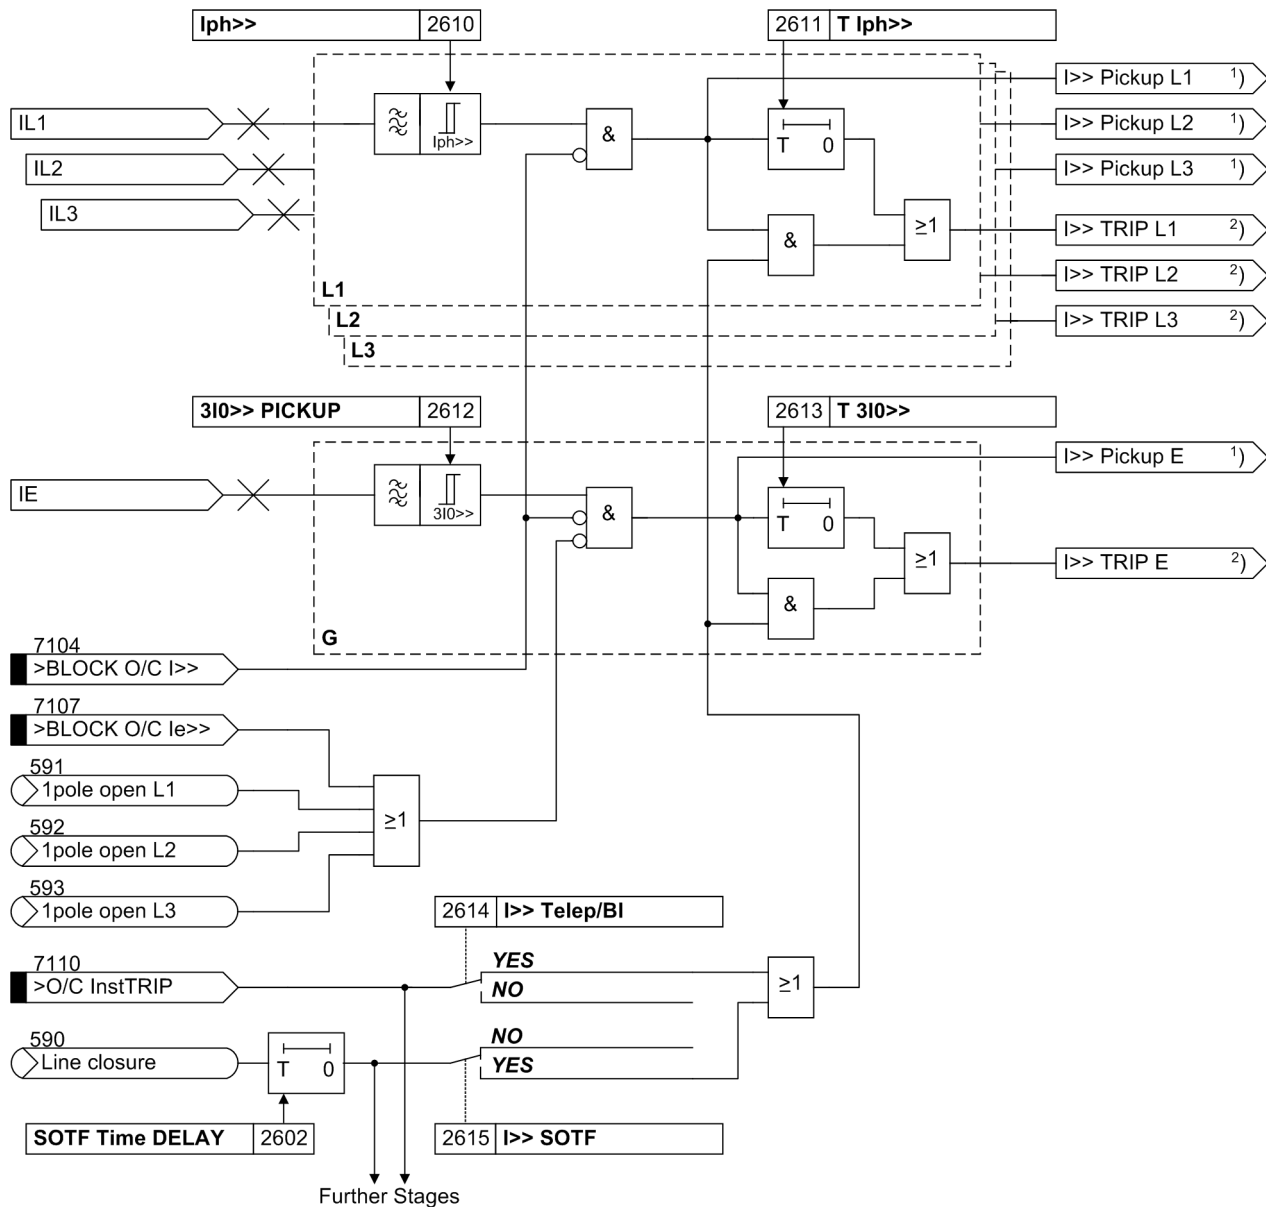 Iph>> 2610
2611 T Iph>>
I>> Pickup L1 1)
IL1
Iph>>
&
T 0
I>> Pickup L2 1)
IL2
I>> Pickup L3 1)
IL3
&
≥1
I>> TRIP L1 2)
I>> TRIP L2 2)
L1
L2
I>> TRIP L3 2)
L3
3I0>> PICKUP 2612
2613 T 3I0>>
I>> Pickup E 1)
IE
3I0>>
&
T 0
≥1
I>> TRIP E 2)
&
G
7104
>BLOCK O/C I>>
7107
>BLOCK O/C Ie>>
591
1pole open L1
≥1
592
1pole open L2
593
1pole open L3
2614 I>> Telep/BI
7110
>O/C InstTRIP
YES
NO
≥1
590
Line closure
T 0
NO
YES
SOTF Time DELAY 2602
2615 I>> SOTF
Further Stages